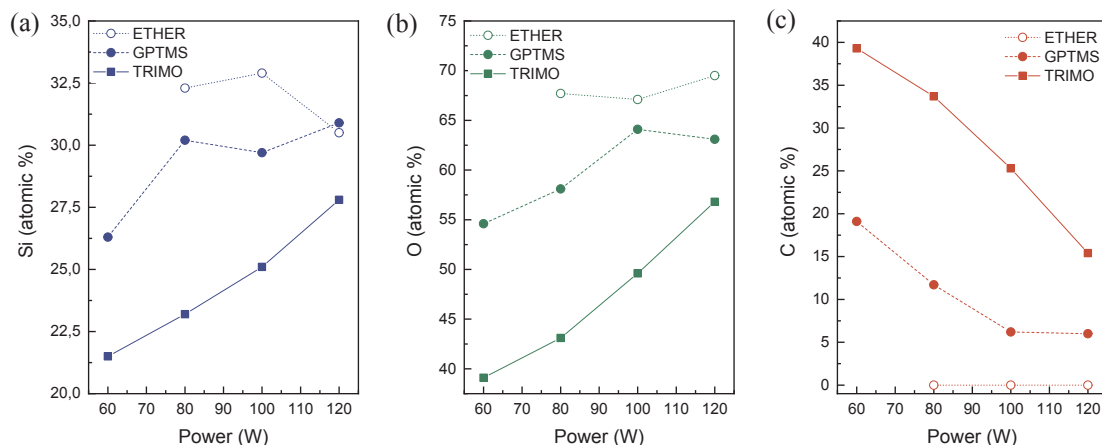 (a)
ETHER
GPTMS
TRIMO
35,0
32,5
30,0
27,5
25,0
22,5
20,0
Si (atomic %)
60 70 80 90 100 110 120
Power (W)
(b)
ETHER
GPTMS
TRIMO
75
70
65
60
55
50
45
40
O (atomic %)
60 70 80 90 100 110 120
Power (W)
(c)
ETHER
GPTMS
TRIMO
40
35
30
25
20
15
10
5
0
C (atomic %)
60 70 80 90 100 110 120
Power (W)